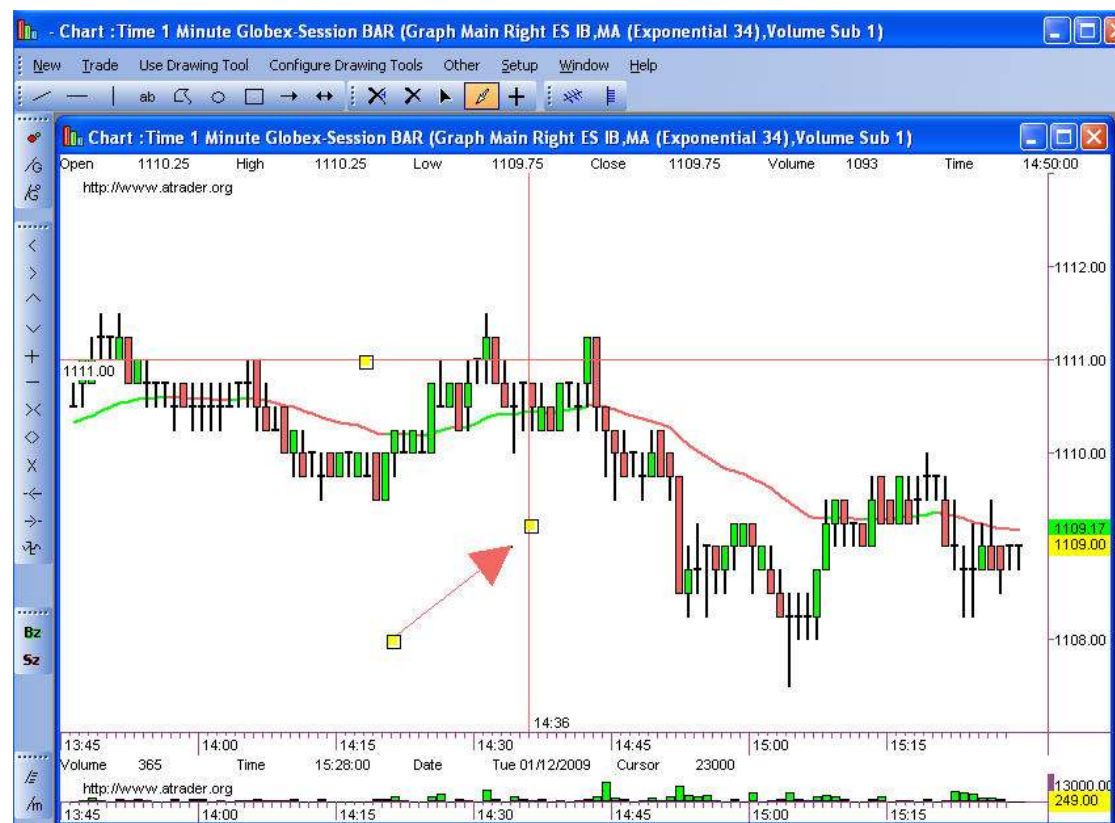 - Chart :Time 1 Minute Globex-Session BAR (Graph Main Right ES IB,MA (Exponential 34),Volume Sub 1)
New Trade Use Drawing Tool Configure Drawing Tools Other Setup Window Help
ab
Chart :Time 1 Minute Globex-Session BAR (Graph Main Right ES IB,MA (Exponential 34),Volume Sub 1)
Open 1110.25 High 1110.25 Low 1109.75 Close 1109.75 Volume 1093 Time 14:50:00
http://www.atrader.org
1112.00
1111.00
1111.00
1110.00
1109.17
1109.00
1108.00
14:36
13:45 14:00 14:15 14:30 14:45 15:00 15:15
Volume 365 Time 15:28:00 Date Tue 01/12/2009 Cursor 23000
http://www.atrader.org
13000.00
249.00
13:45 14:00 14:15 14:30 14:45 15:00 15:15
/G
Bz
Sz
/m